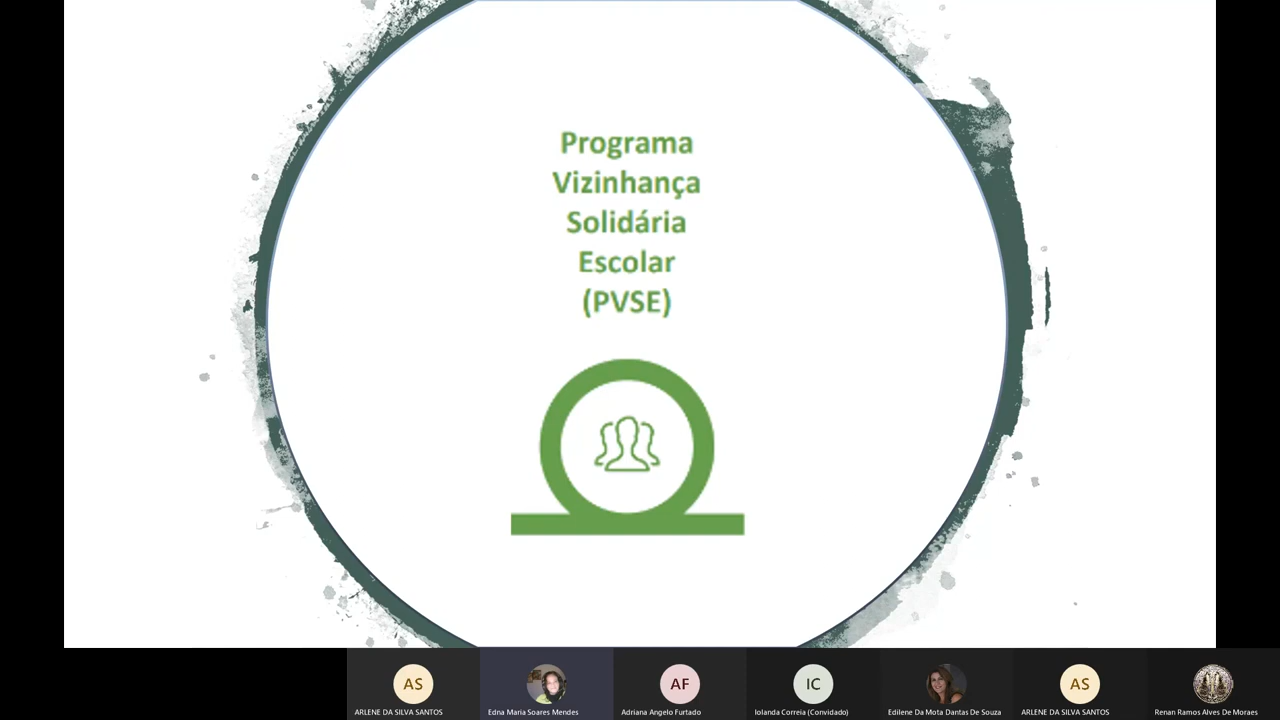 Programa
Vizinhança
Solidária
Escolar
(PVSE)
AS
AF
IC
AS
ARLENE DA SILVA SANTOS
Edna Maria Soares Mendes
Adriana Angelo Furtado
Iolanda Correia (Convidado)
Edilene Da Mota Dantas De Souza
ARLENE DA SILVA SANTOS
Renan Ramos Alves De Moraes